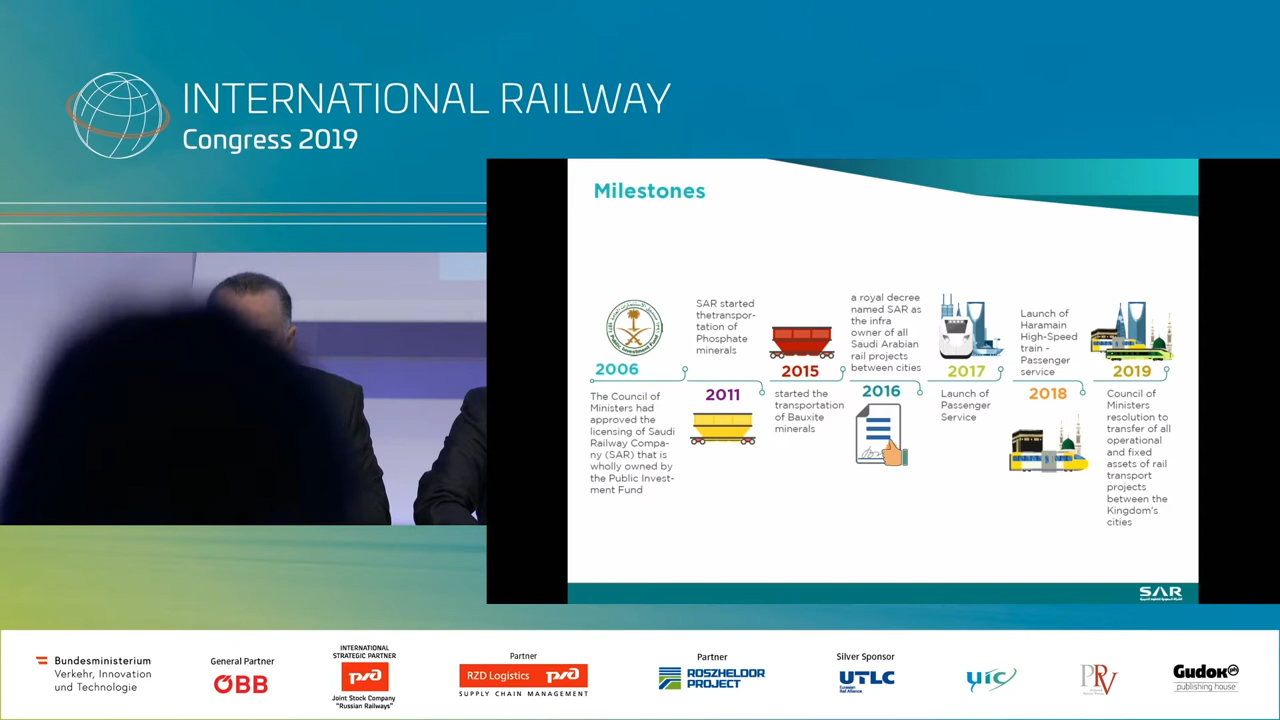 INTERNATIONAL RAILWAY
Congress 2019
Milestones
2006
The Council of
Ministers had
approved the
licensing of Saudi
Railway Compa-
ny (SAR) that is
wholly owned by
the Public Invest-
ment Fund
SAR started
thetranspor-
tation of
Phosphate
minerals
2011
2015
started the
transportation
of Bauxite
minerals
a royal decree
named SAR as
the infra
owner of all
Saudi Arabian
rail projects
between cities
2016
2017
Launch of
Passenger
Service
Launch of
Haramain
High-Speed
train -
Passenger
service
2018
2019
Council of
Ministers
resolution to
transfer of all
operational
and fixed
assets of rail
transport
projects
between the
Kingdom's
cities
SAR
Bundesministerium
Verkehr, Innovation
und Technologie
General Partner
ÖBB
INTERNATIONAL
STRATEGIC PARTNER
Joint Stock Company
"Russian Railways"
Partner
RZD Logistics
SUPPLY CHAIN MANAGEMENT
Partner
ROSZHELDOR
PROJECT
Silver Sponsor
UTLC
Eurasian
Rail Alliance
uic
PRV
Gudok
publishing house